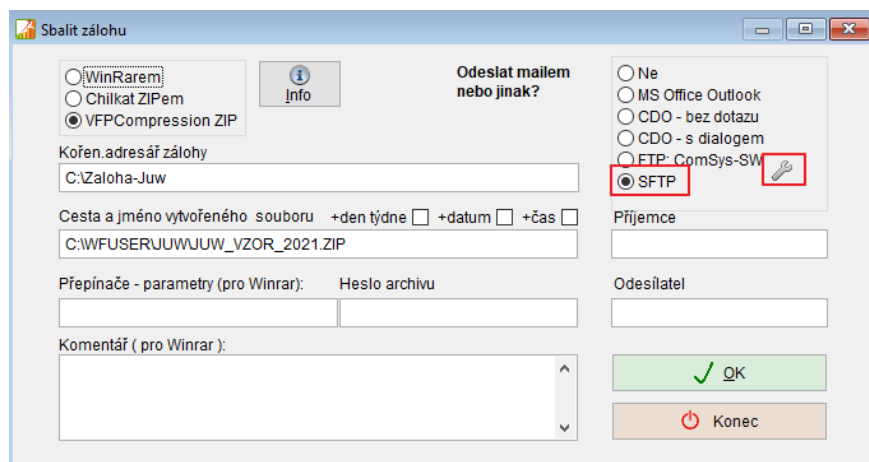 Sbalit zálohu
WinRarem
Chilkat ZIPem
VFPCompression ZIP
Info
Odeslat mailem
nebo jinak?
Ne
MS Office Outlook
CDO - bez dotazu
CDO - s dialogem
FTP: ComSys-SW
SFTP
Kořen.adresář zálohy
C:\Zaloha-Juw
Cesta a jméno vytvořeného souboru +den týdne +datum +čas
C:\WFUSER\JUW\JUW_VZOR_2021.ZIP
Příjemce
Přepínače - parametry (pro Winrar): Heslo archivu
Odesílatel
Komentář ( pro Winrar ):
OK
Konec